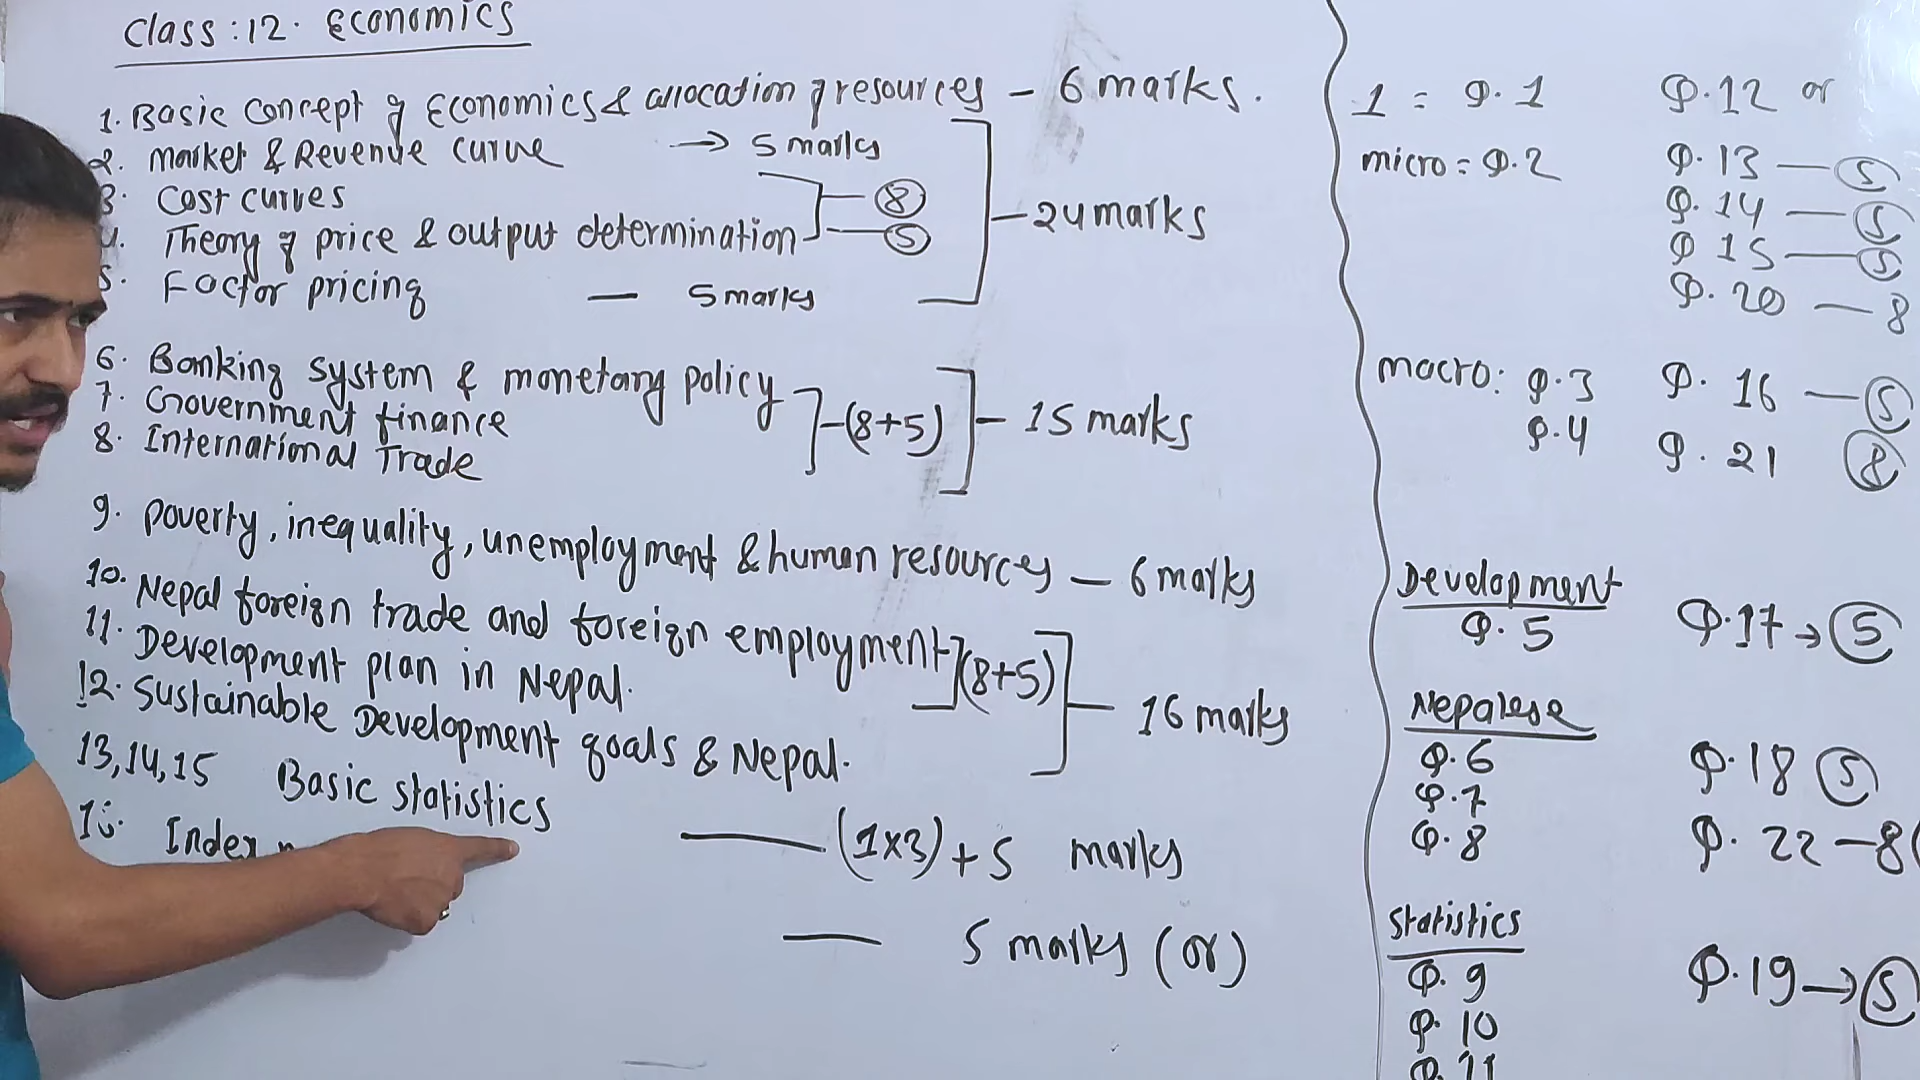 Class : 12. Economics
1. Basic concept of Economics & allocation of resources - 6 marks.
2. Market & Revenue curve → 5 marks
3. Cost curves - 8
4. Theory of price & output determination - 5
- 24 marks
5. Factor pricing - 5 marks
6. Banking system & monetary policy
7. Government finance - (8+5) - 15 marks
8. International Trade
9. Poverty, inequality, unemployment & human resources - 6 marks
10. Nepal foreign trade and foreign employment
11. Development plan in Nepal. (8+5) - 16 marks
12. Sustainable Development goals & Nepal.
13, 14, 15 Basic statistics - (1×3) + 5 marks
Index
- 5 marks (or)
1 = Q. 1 Q. 12 or
micro = Q. 2 Q. 13 - 5
Q. 14 - 5
Q 15 - 5
Q. 20 - 8
macro: Q. 3 Q. 16 - 5
Q. 4 Q. 21 8
Development
Q. 5 Q. 17 → 5
Nepalese
Q. 6 Q. 18 5
Q. 7
Q. 8 Q. 22 - 8(
Statistics
Q. 9 Q. 19 → 5
Q. 10
Q. 11